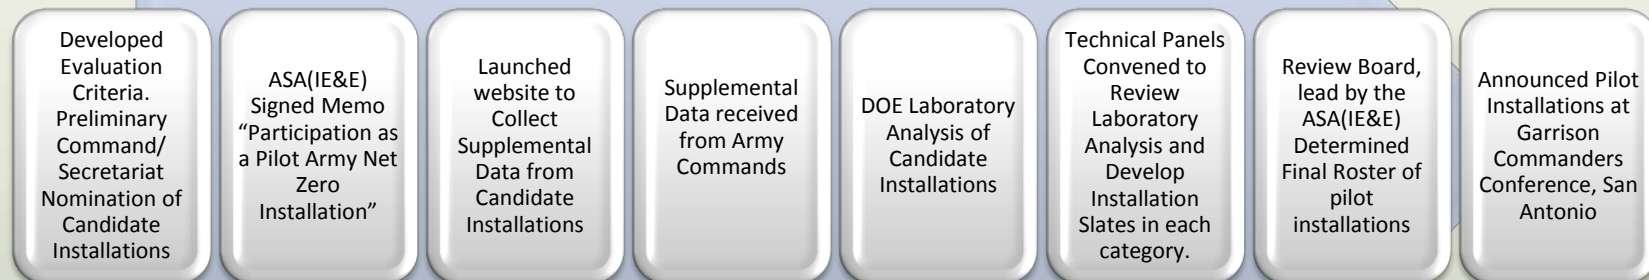 Developed
Evaluation
Criteria.
Preliminary
Command/
Secretariat
Nomination of
Candidate
Installations
ASA(IE&E)
Signed Memo
“Participation as
a Pilot Army Net
Zero
Installation”
Launched
website to
Collect
Supplemental
Data from
Candidate
Installations
Supplemental
Data received
from Army
Commands
DOE Laboratory
Analysis of
Candidate
Installations
Technical Panels
Convened to
Review
Laboratory
Analysis and
Develop
Installation
Slates in each
category.
Review Board,
lead by the
ASA(IE&E)
Determined
Final Roster of
pilot
installations
Announced Pilot
Installations at
Garrison
Commanders
Conference, San
Antonio